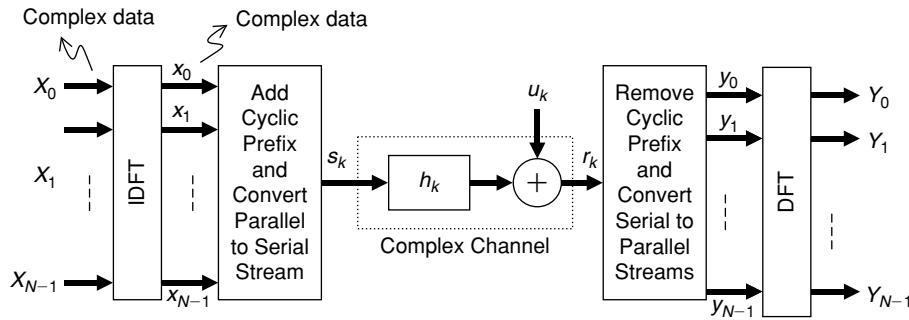 Complex data
Complex data
X0
X1
XN−1
IDFT
x0
x1
xN−1
Add
Cyclic
Prefix
and
Convert
Parallel
to Serial
Stream
sk
hk
uk
+
rk
Complex Channel
Remove
Cyclic
Prefix
and
Convert
Serial to
Parallel
Streams
y0
y1
yN−1
DFT
Y0
Y1
YN−1